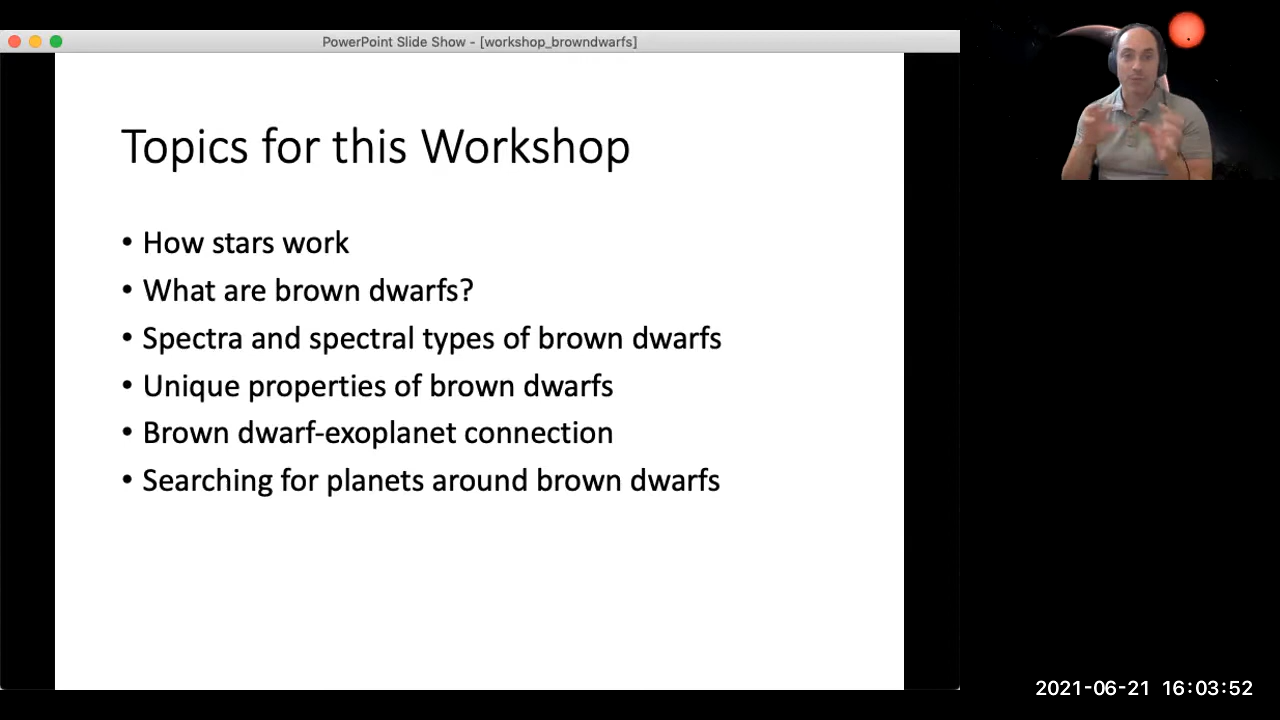 PowerPoint Slide Show - [workshop_browndwarfs]
Topics for this Workshop
• How stars work
• What are brown dwarfs?
• Spectra and spectral types of brown dwarfs
• Unique properties of brown dwarfs
• Brown dwarf-exoplanet connection
• Searching for planets around brown dwarfs
2021-06-21 16:03:52